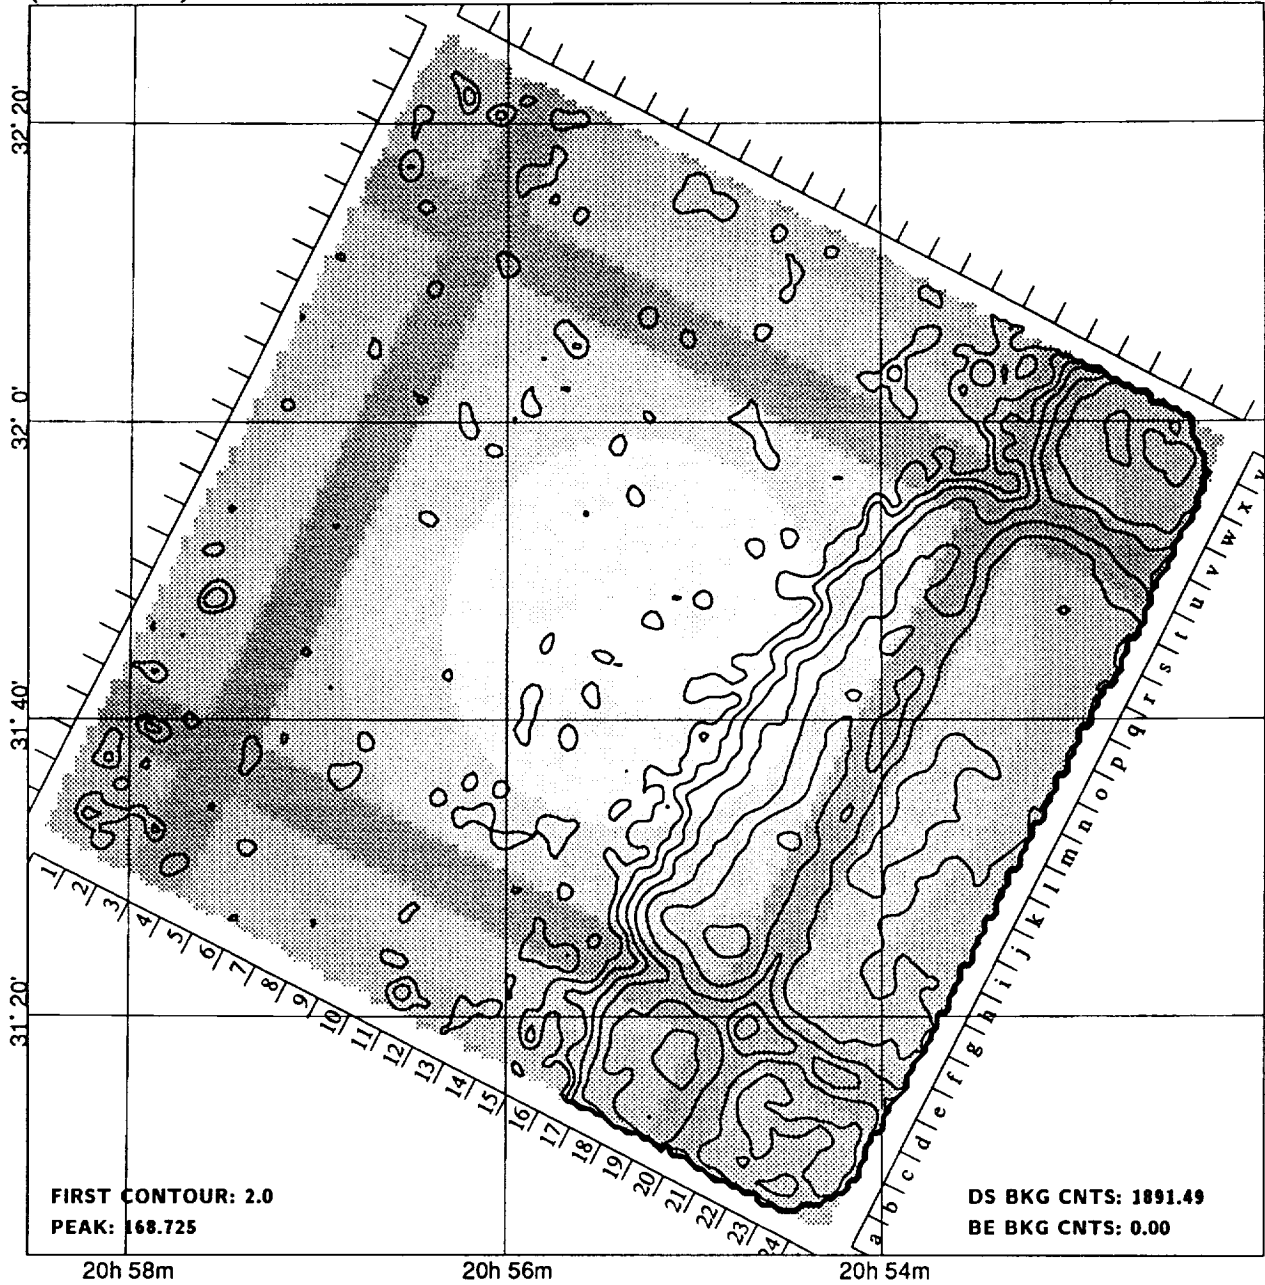 32° 20'
32° 0'
31° 40'
31° 20'
1 2 3 4 5 6 7 8 9 10 11 12 13 14 15 16 17 18 19 20 21 22 23 24
a b c d e f g h i j k l m n o p q r s t u v w x y
FIRST CONTOUR: 2.0
PEAK: 168.725
DS BKG CNTS: 1891.49
BE BKG CNTS: 0.00
20h 58m
20h 56m
20h 54m